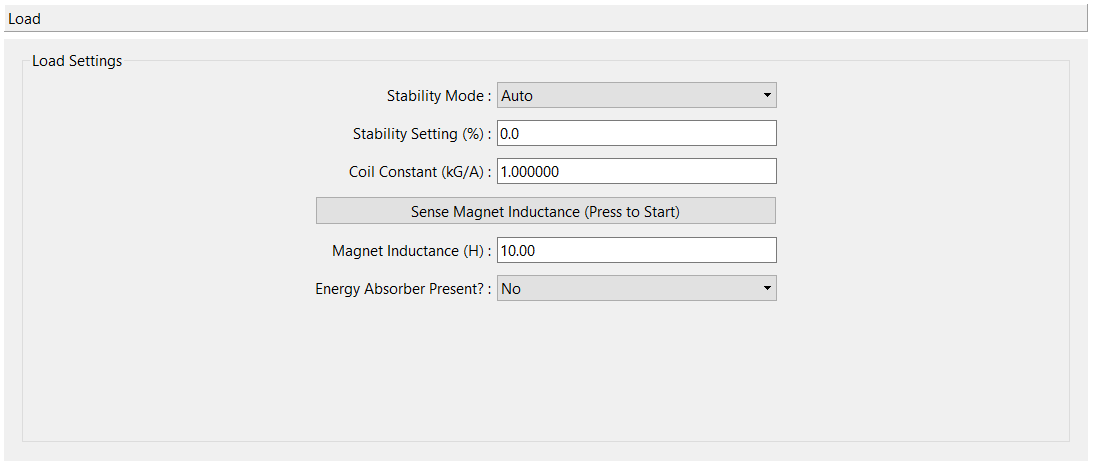 Load
Load Settings
Stability Mode : Auto
Stability Setting (%) : 0.0
Coil Constant (kG/A) : 1.000000
Sense Magnet Inductance (Press to Start)
Magnet Inductance (H) : 10.00
Energy Absorber Present? : No